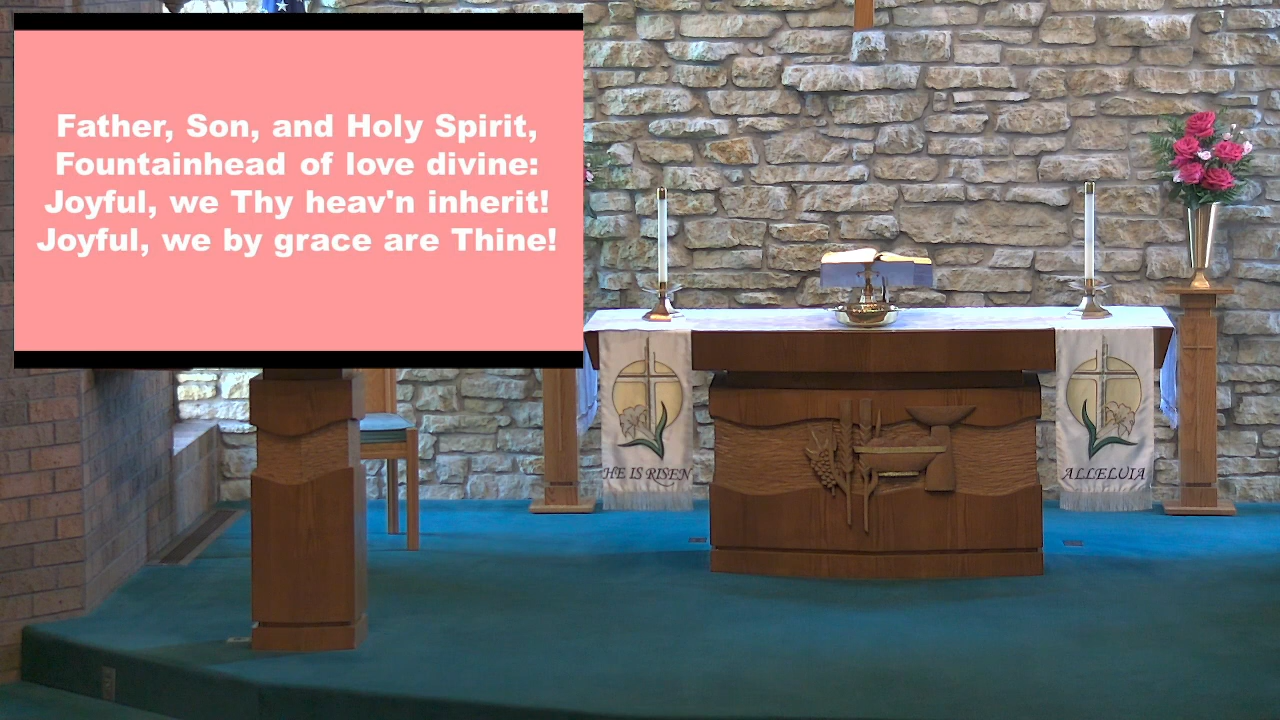 Father, Son, and Holy Spirit,
Fountainhead of love divine:
Joyful, we Thy heav'n inherit!
Joyful, we by grace are Thine!
HE IS RISEN
ALLELUIA